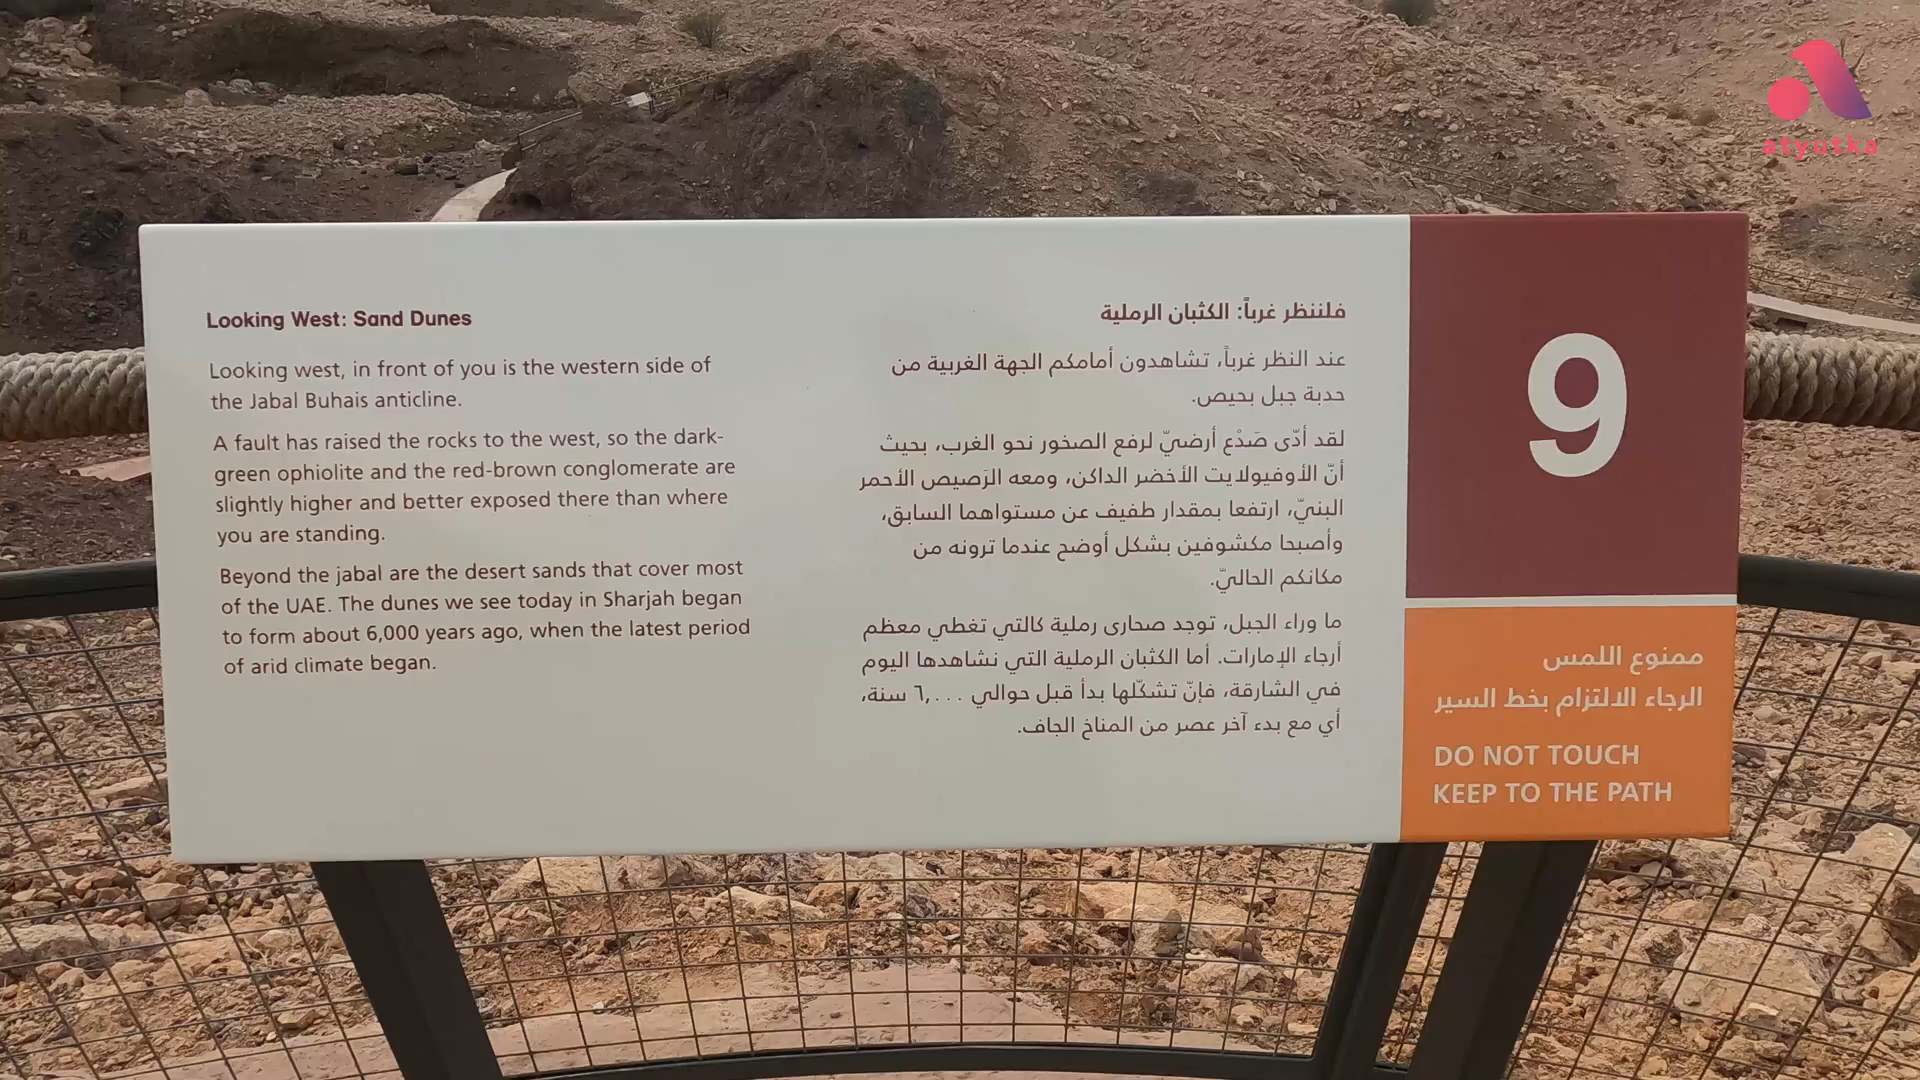 atyutka
Looking West: Sand Dunes
Looking west, in front of you is the western side of
the Jabal Buhais anticline.
A fault has raised the rocks to the west, so the dark-
green ophiolite and the red-brown conglomerate are
slightly higher and better exposed there than where
you are standing.
Beyond the jabal are the desert sands that cover most
of the UAE. The dunes we see today in Sharjah began
to form about 6,000 years ago, when the latest period
of arid climate began.
فلننظر غرباً: الكثبان الرملية
عند النظر غرباً، تشاهدون أمامكم الجهة الغربية من
حدبة جبل بحيص.
لقد أدّى صَدْع أرضيّ لرفع الصخور نحو الغرب، بحيث
أنّ الأوفيولايت الأخضر الداكن، ومعه الرَصيص الأحمر
البنيّ، ارتفعا بمقدار طفيف عن مستواهما السابق،
وأصبحا مكشوفين بشكل أوضح عندما ترونه من
مكانكم الحاليّ.
ما وراء الجبل، توجد صحارى رملية كالتي تغطي معظم
أرجاء الإمارات. أما الكثبان الرملية التي نشاهدها اليوم
في الشارقة، فإنّ تشكّلها بدأ قبل حوالي ٦,٠٠٠ سنة،
أي مع بدء آخر عصر من المناخ الجاف.
9
ممنوع اللمس
الرجاء الالتزام بخط السير
DO NOT TOUCH
KEEP TO THE PATH